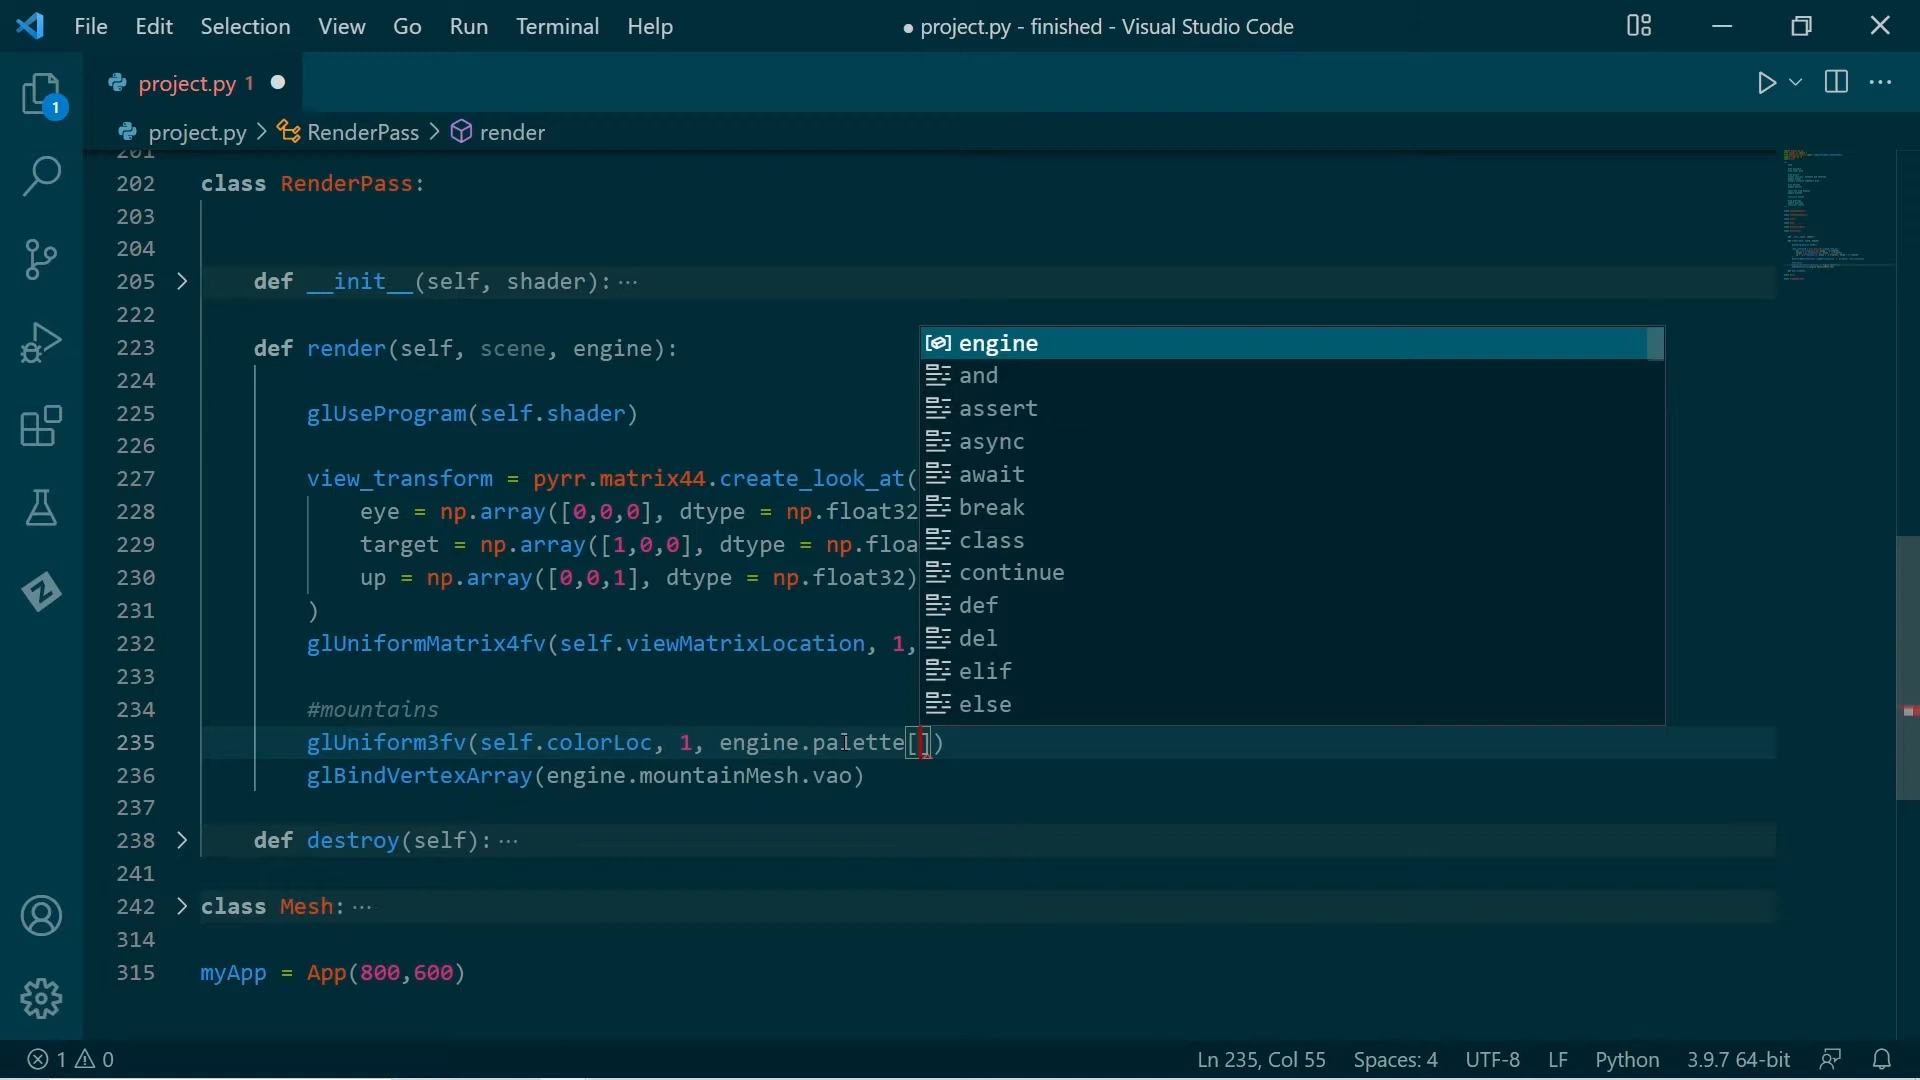 File Edit Selection View Go Run Terminal Help ● project.py - finished - Visual Studio Code
project.py 1 ●
1
project.py > RenderPass > render
201
202 class RenderPass:
203
204
205 def __init__(self, shader):···
222
223 def render(self, scene, engine):
224
225 glUseProgram(self.shader)
226
227 view_transform = pyrr.matrix44.create_look_at(
228 eye = np.array([0,0,0], dtype = np.float32
229 target = np.array([1,0,0], dtype = np.floa
230 up = np.array([0,0,1], dtype = np.float32)
231 )
232 glUniformMatrix4fv(self.viewMatrixLocation, 1,
233
234 #mountains
235 glUniform3fv(self.colorLoc, 1, engine.palette[])
236 glBindVertexArray(engine.mountainMesh.vao)
237
238 def destroy(self):···
241
242 class Mesh:···
314
315 myApp = App(800,600)
engine
and
assert
async
await
break
class
continue
def
del
elif
else
1 0 Ln 235, Col 55 Spaces: 4 UTF-8 LF Python 3.9.7 64-bit